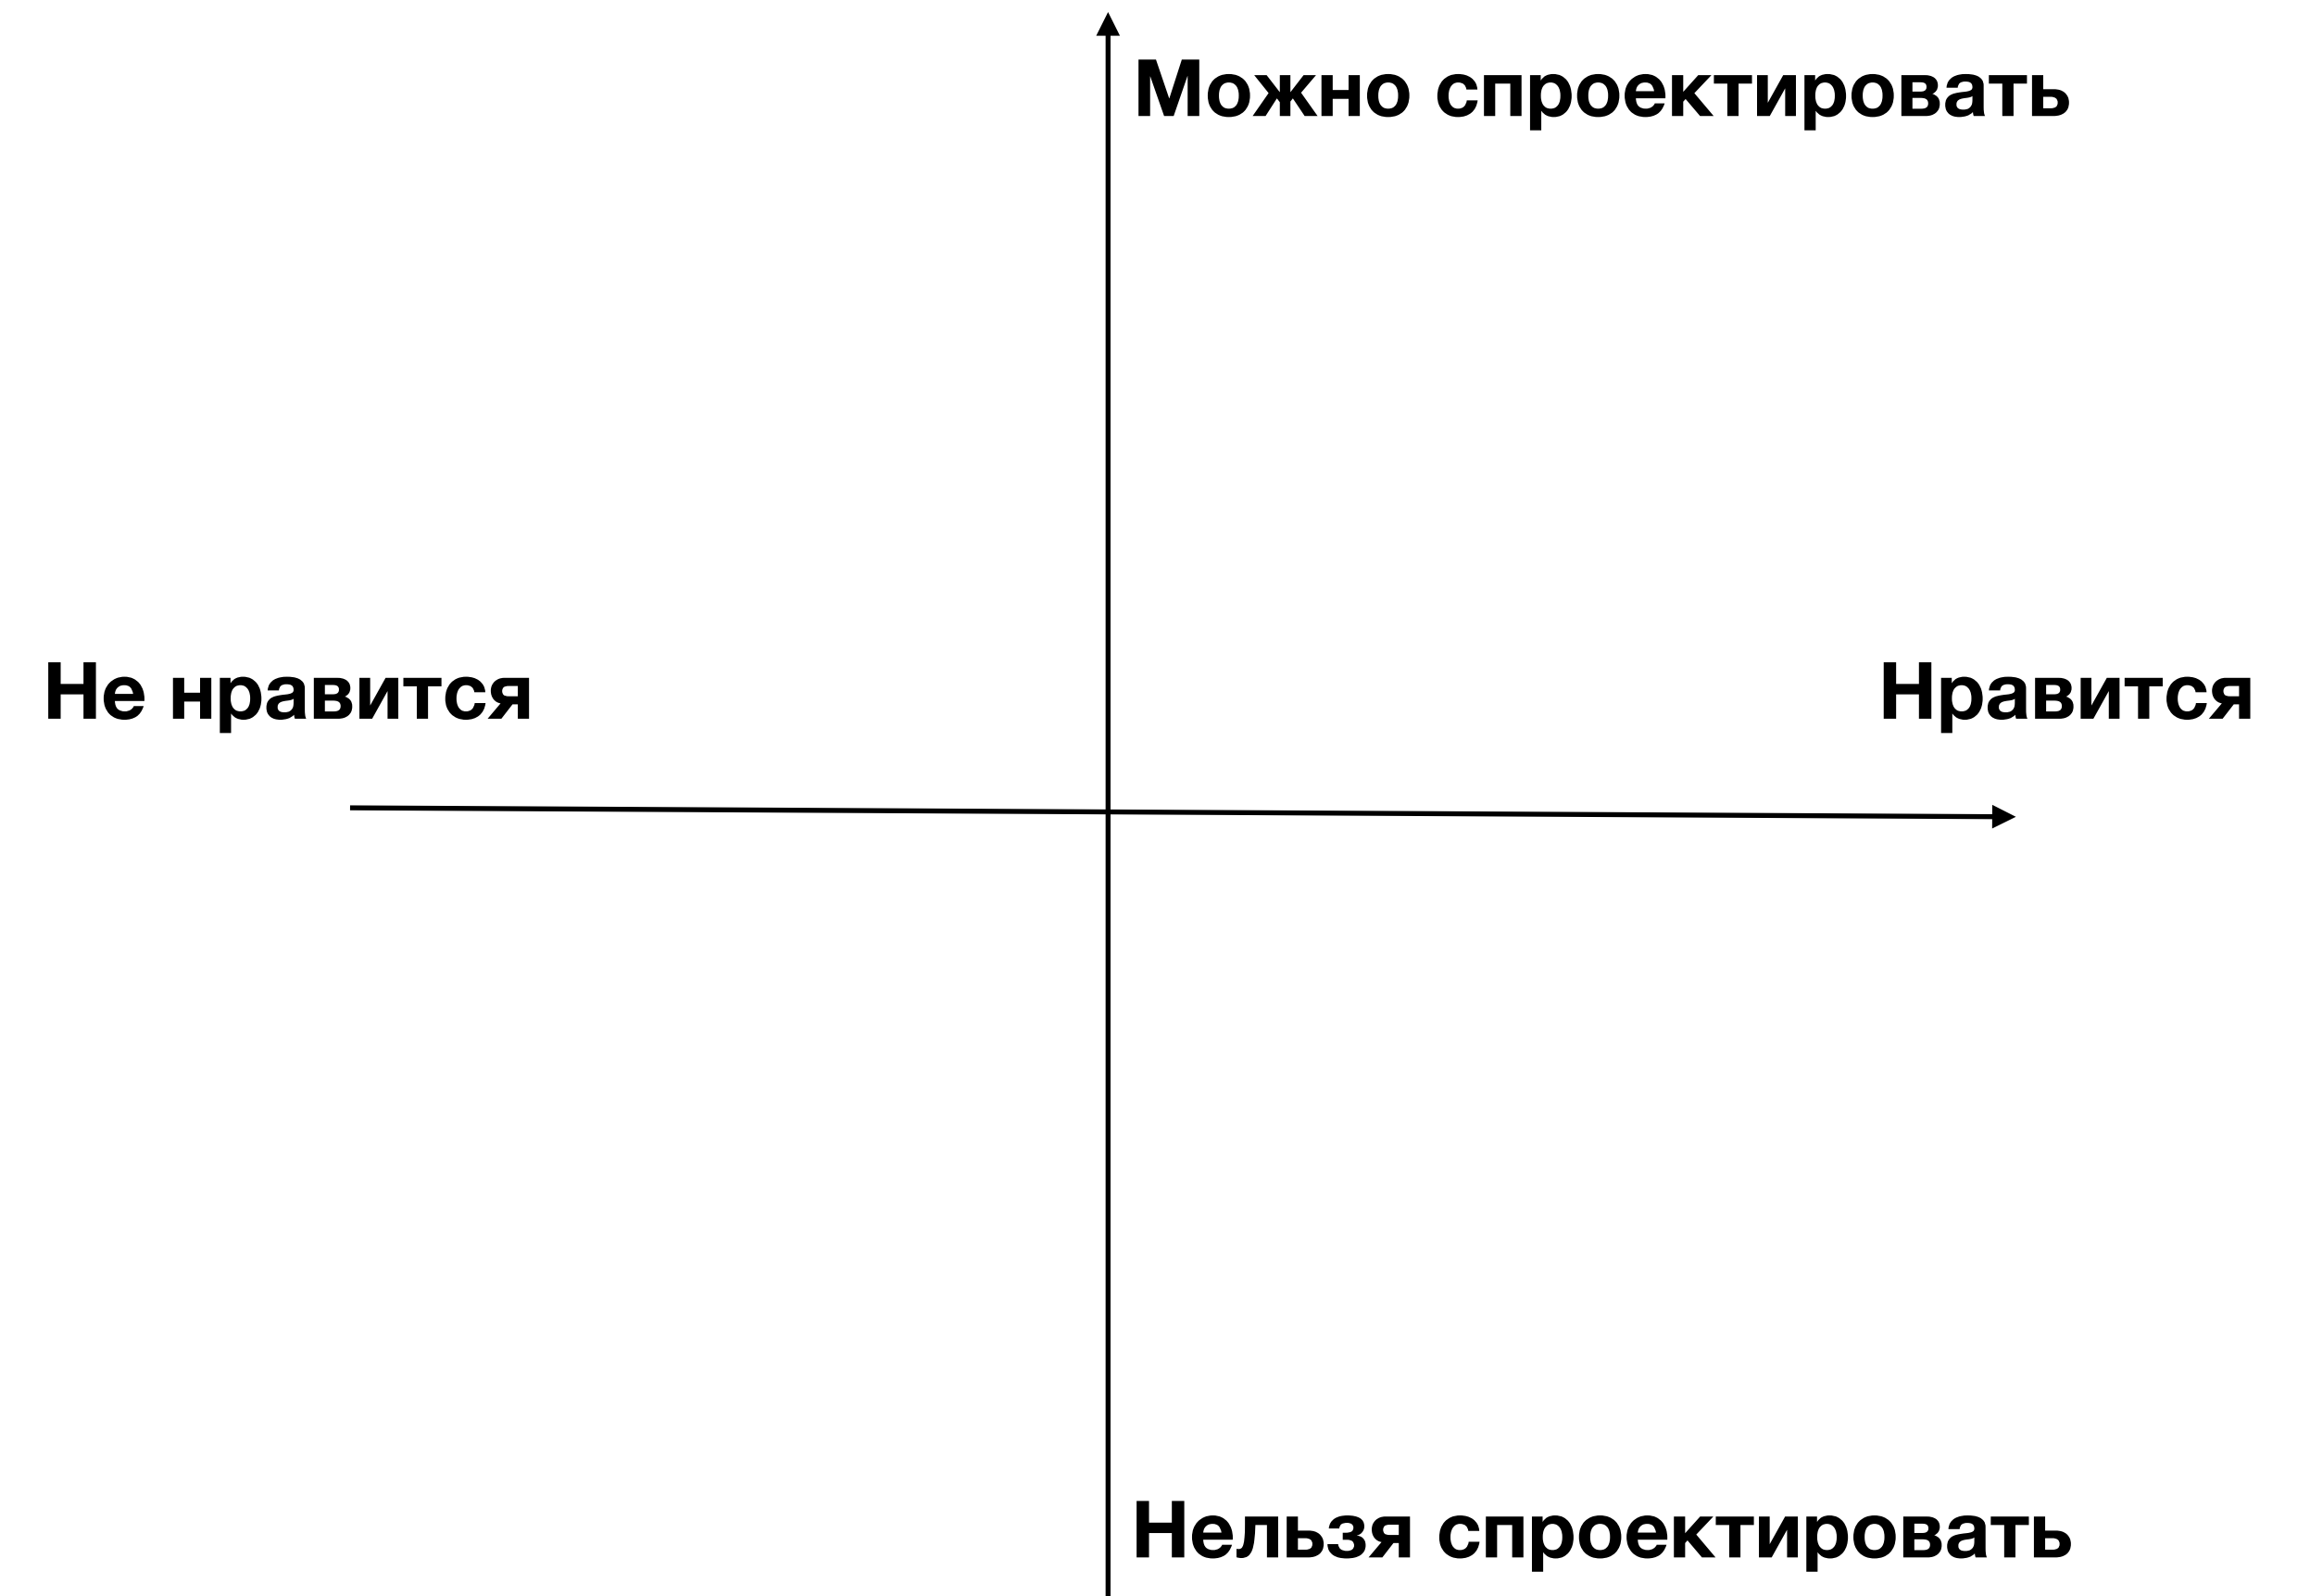 Можно спроектировать
Не нравится
Нравится
Нельзя спроектировать